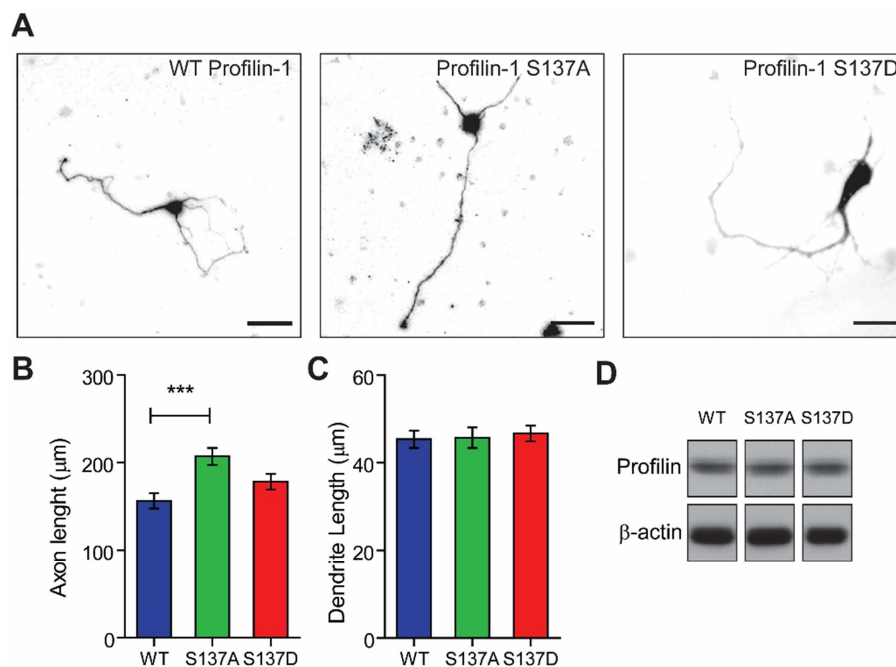 A
WT Profilin-1
Profilin-1 S137A
Profilin-1 S137D
B
300
200
100
0
Axon lenght (μm)
***
WT
S137A
S137D
C
60
40
20
0
Dendrite Length (μm)
WT
S137A
S137D
D
WT
S137A
S137D
Profilin
β-actin